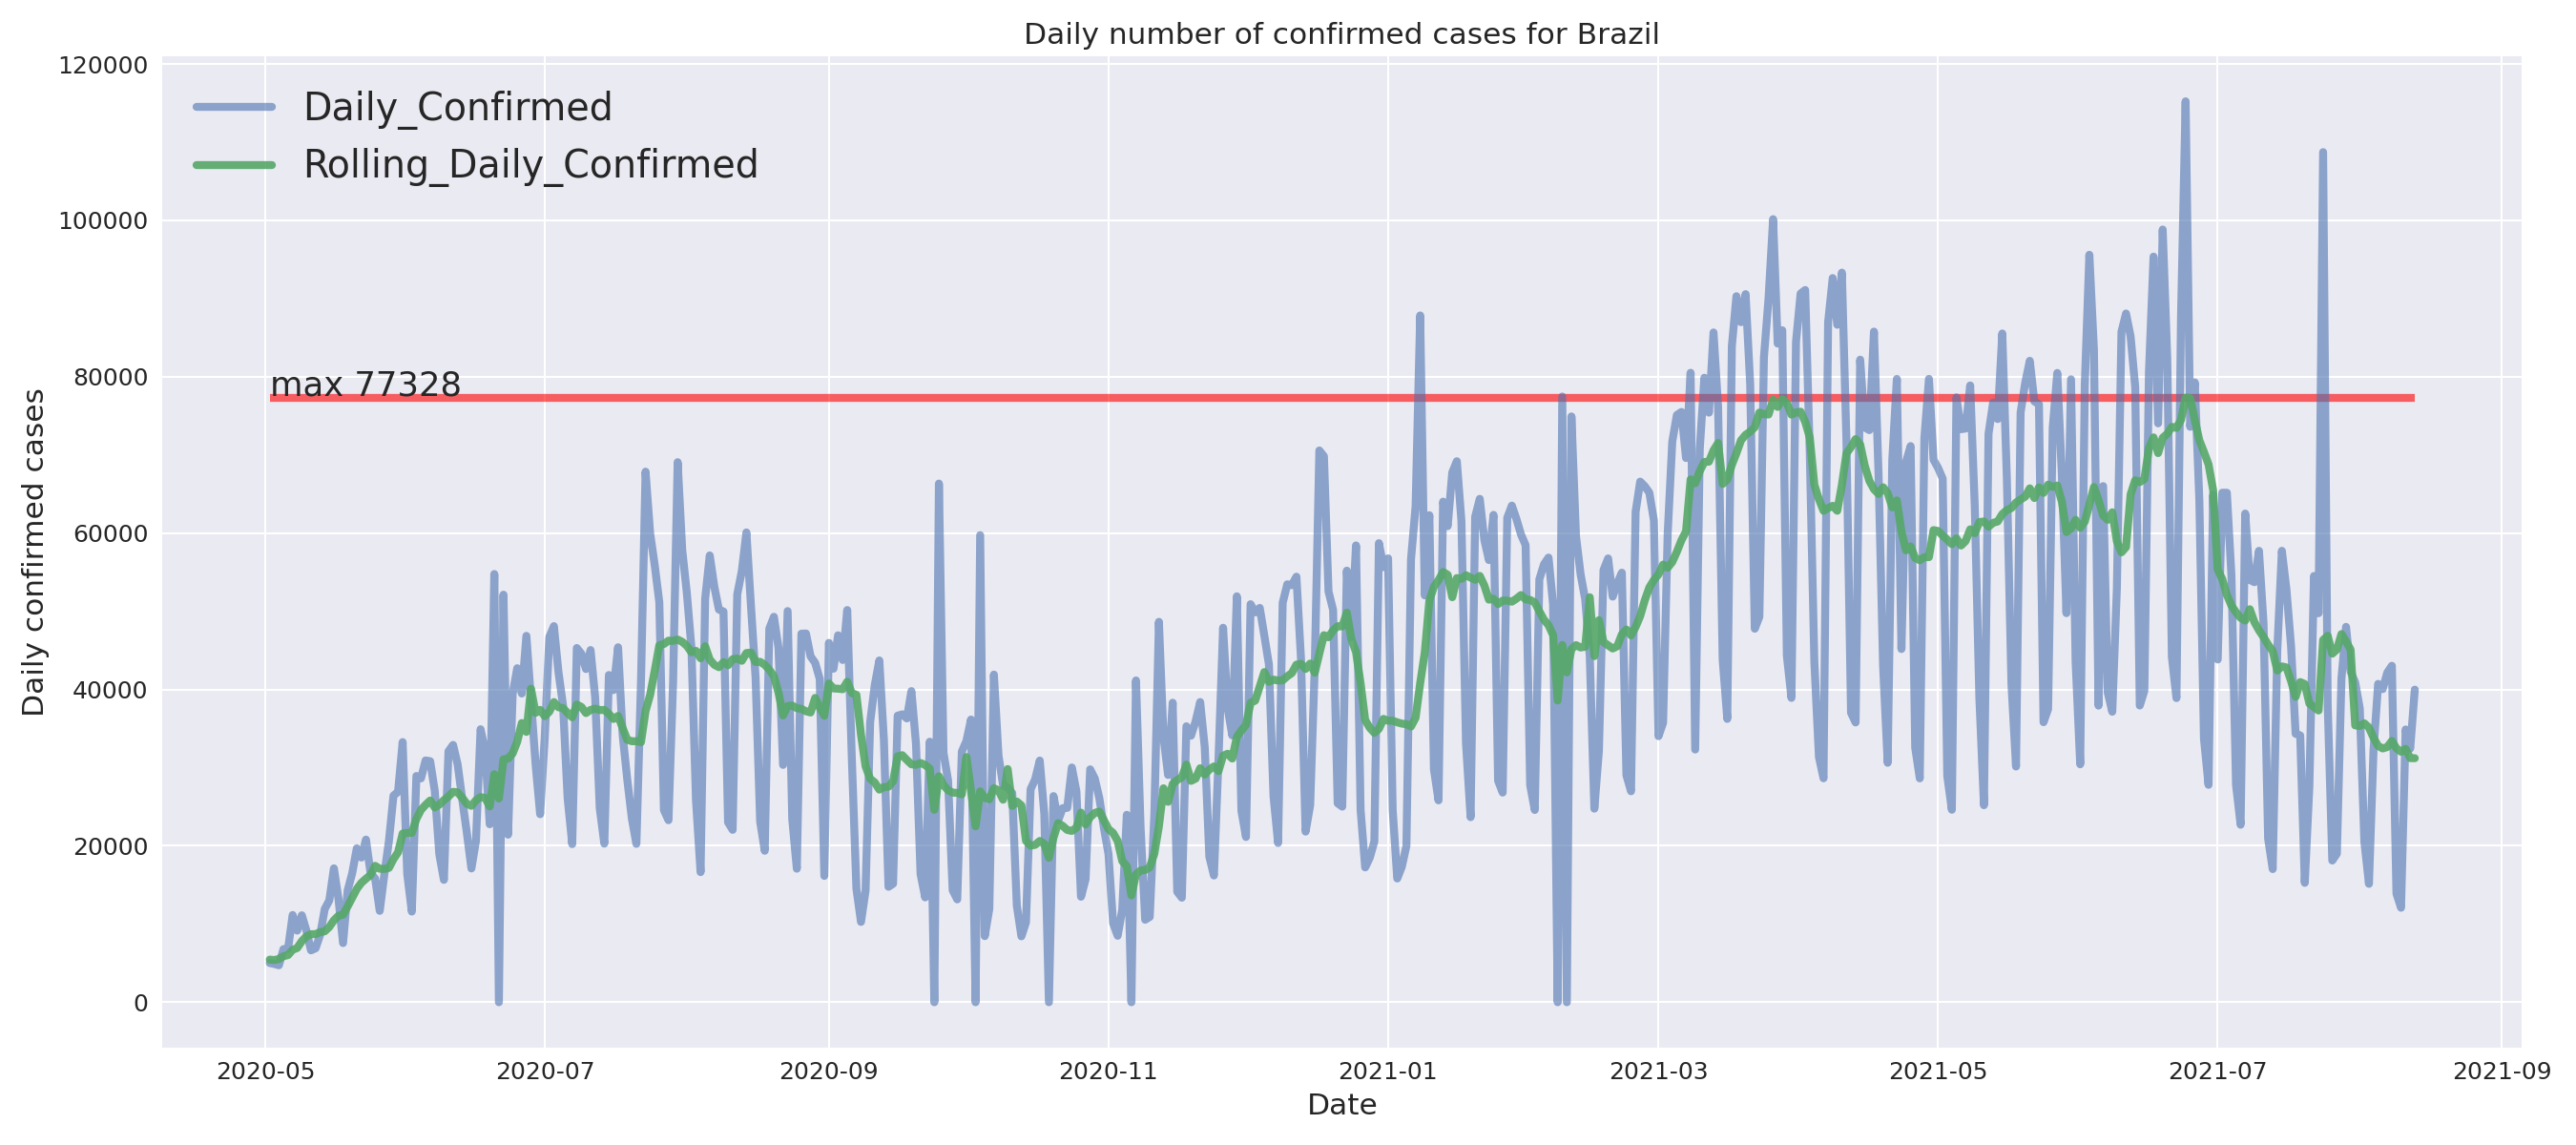 Daily number of confirmed cases for Brazil
120000
100000
80000
60000
40000
20000
0
Daily confirmed cases
Daily_Confirmed
Rolling_Daily_Confirmed
max 77328
2020-05 2020-07 2020-09 2020-11 2021-01 2021-03 2021-05 2021-07 2021-09
Date